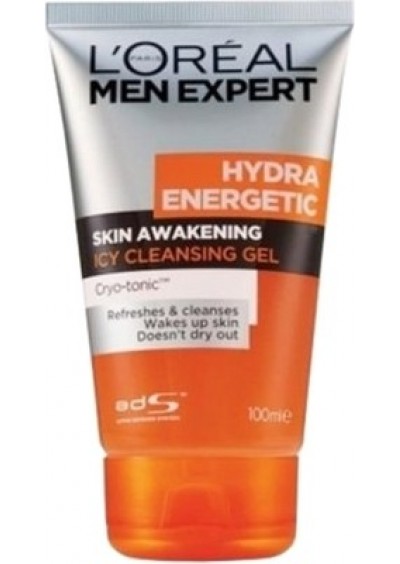 L'ORÉAL
PARIS
MEN EXPERT
HYDRA
ENERGETIC
SKIN AWAKENING
ICY CLEANSING GEL
Cryo-tonic™
Refreshes & cleanses
Wakes up skin
Doesn't dry out
adS™
100ml℮